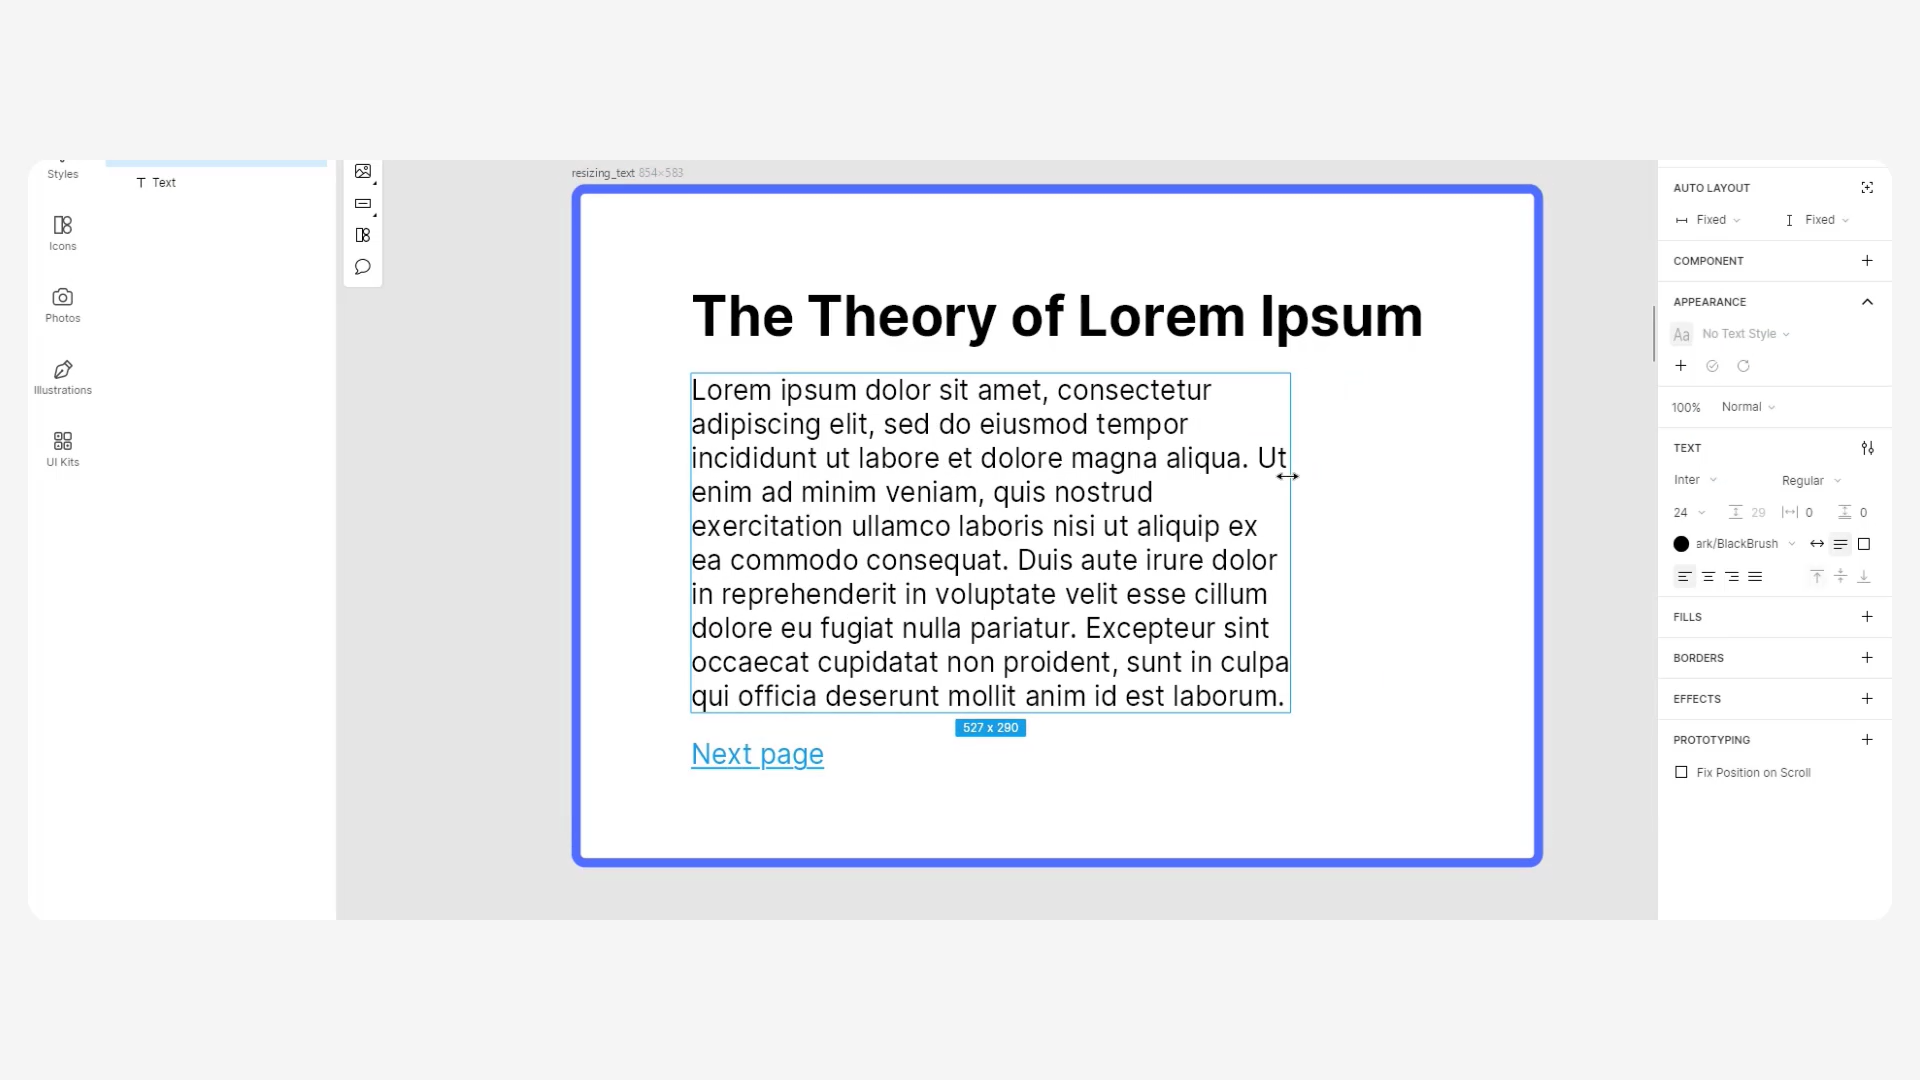 Styles
Icons
Photos
Illustrations
UI Kits
Text
resizing_text 854×583
The Theory of Lorem Ipsum
Lorem ipsum dolor sit amet, consectetur
adipiscing elit, sed do eiusmod tempor
incididunt ut labore et dolore magna aliqua. Ut
enim ad minim veniam, quis nostrud
exercitation ullamco laboris nisi ut aliquip ex
ea commodo consequat. Duis aute irure dolor
in reprehenderit in voluptate velit esse cillum
dolore eu fugiat nulla pariatur. Excepteur sint
occaecat cupidatat non proident, sunt in culpa
qui officia deserunt mollit anim id est laborum.
527 x 290
Next page
AUTO LAYOUT
Fixed Fixed
COMPONENT
APPEARANCE
Aa No Text Style
100% Normal
TEXT
Inter Regular
24 29 0 0
ark/BlackBrush
FILLS
BORDERS
EFFECTS
PROTOTYPING
Fix Position on Scroll